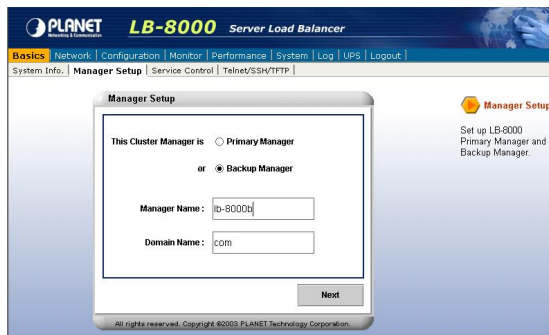 PLANET
Networking & Communication
LB-8000 Server Load Balancer
Basics | Network | Configuration | Monitor | Performance | System | Log | UPS | Logout |
System Info. | Manager Setup | Service Control | Telnet/SSH/TFTP |
Manager Setup
This Cluster Manager is Primary Manager
or Backup Manager
Manager Name : lb-8000b
Domain Name : com
Next
All rights reserved. Copyright ©2003 PLANET Technology Corporation.
Manager Setup
Set up LB-8000
Primary Manager and
Backup Manager.